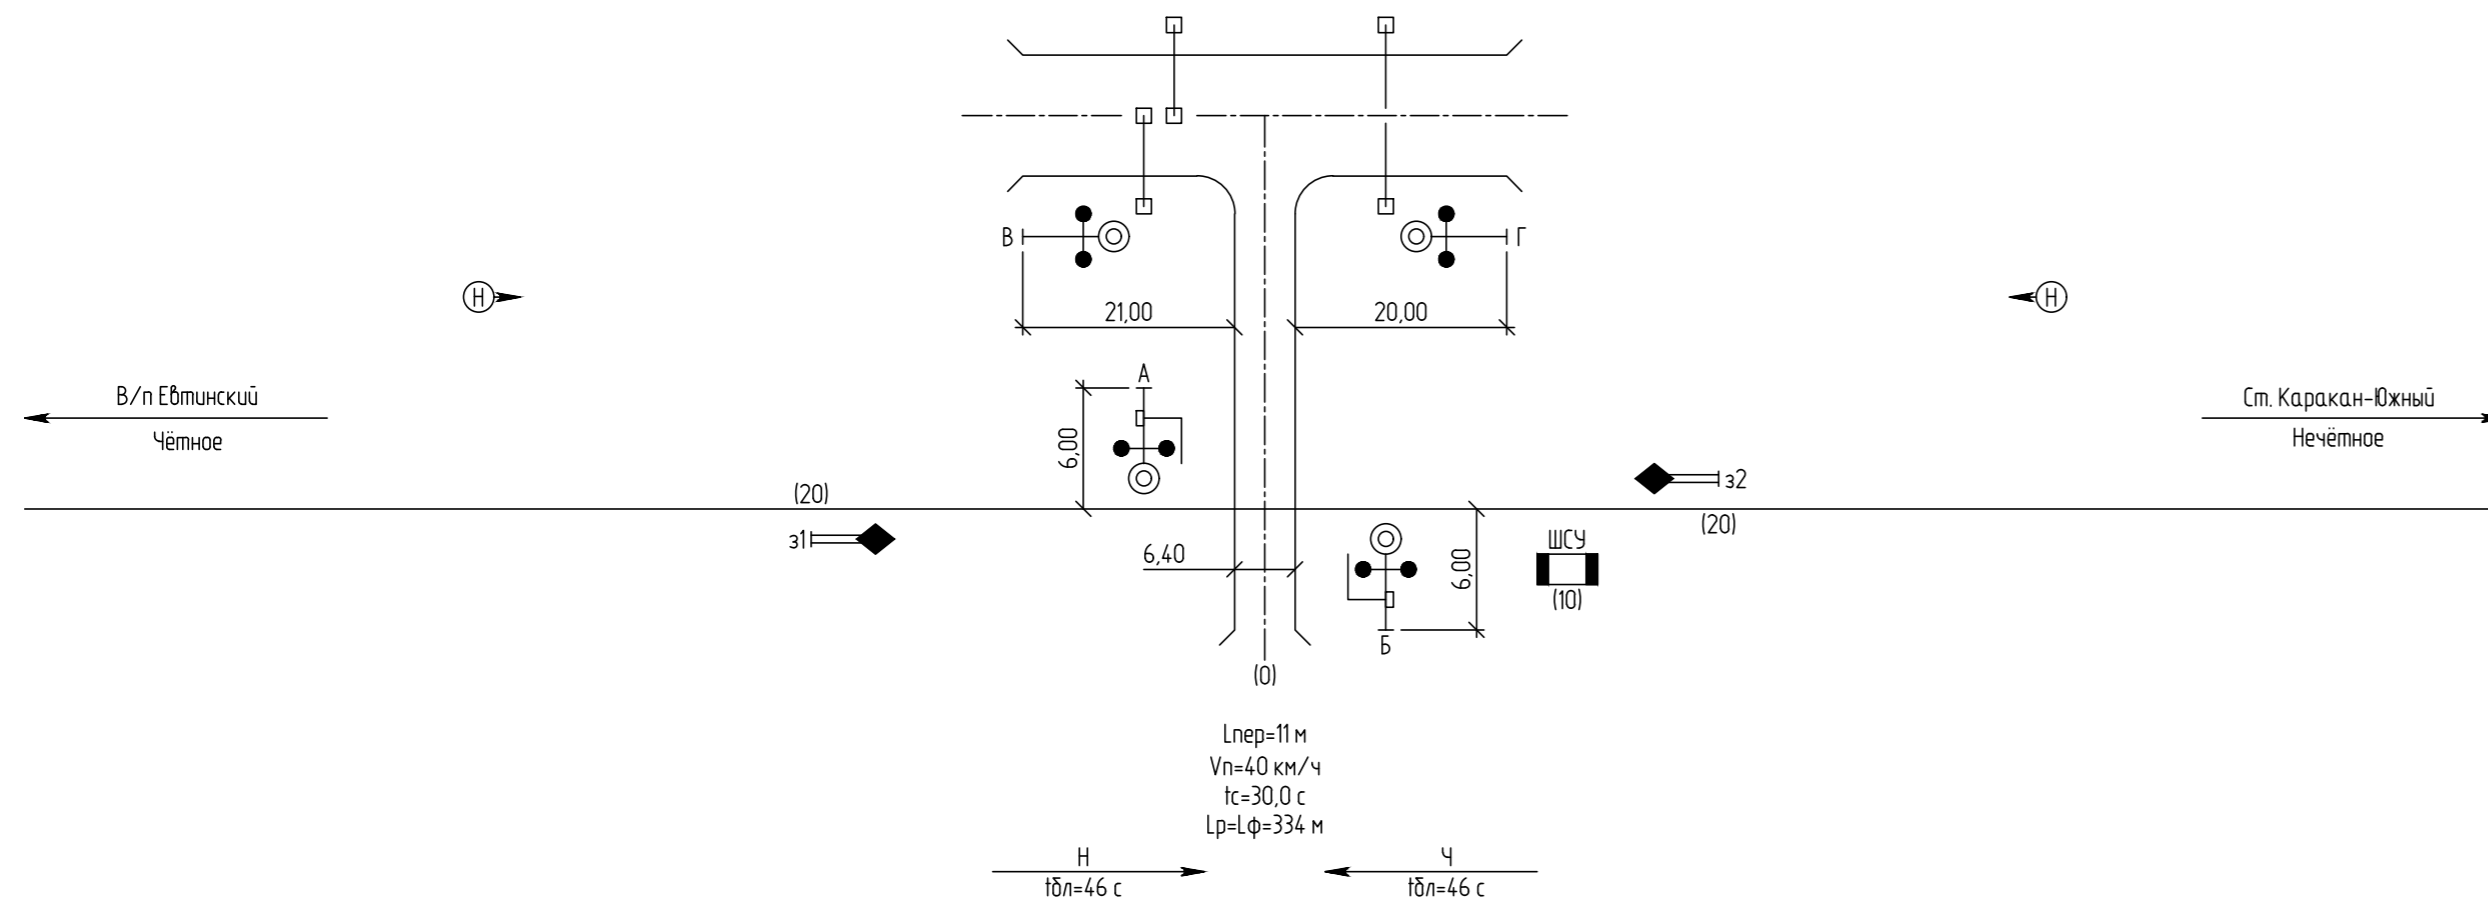 В
Г
Н
Н
21,00
20,00
А
В/п Евтинский
Чётное
Ст. Каракан-Южный
Нечётное
6,00
(20)
з2
(20)
з1
6,40
ШСУ
6,00
(10)
Б
(0)
Lпер=11 м
Vп=40 км/ч
tс=30,0 с
Lр=Lф=334 м
Н
tбл=46 с
Ч
tбл=46 с